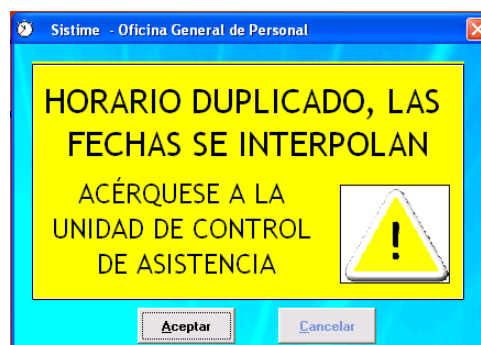 Sistime - Oficina General de Personal
HORARIO DUPLICADO, LAS
FECHAS SE INTERPOLAN
ACÉRQUESE A LA
UNIDAD DE CONTROL
DE ASISTENCIA
!
Aceptar
Cancelar